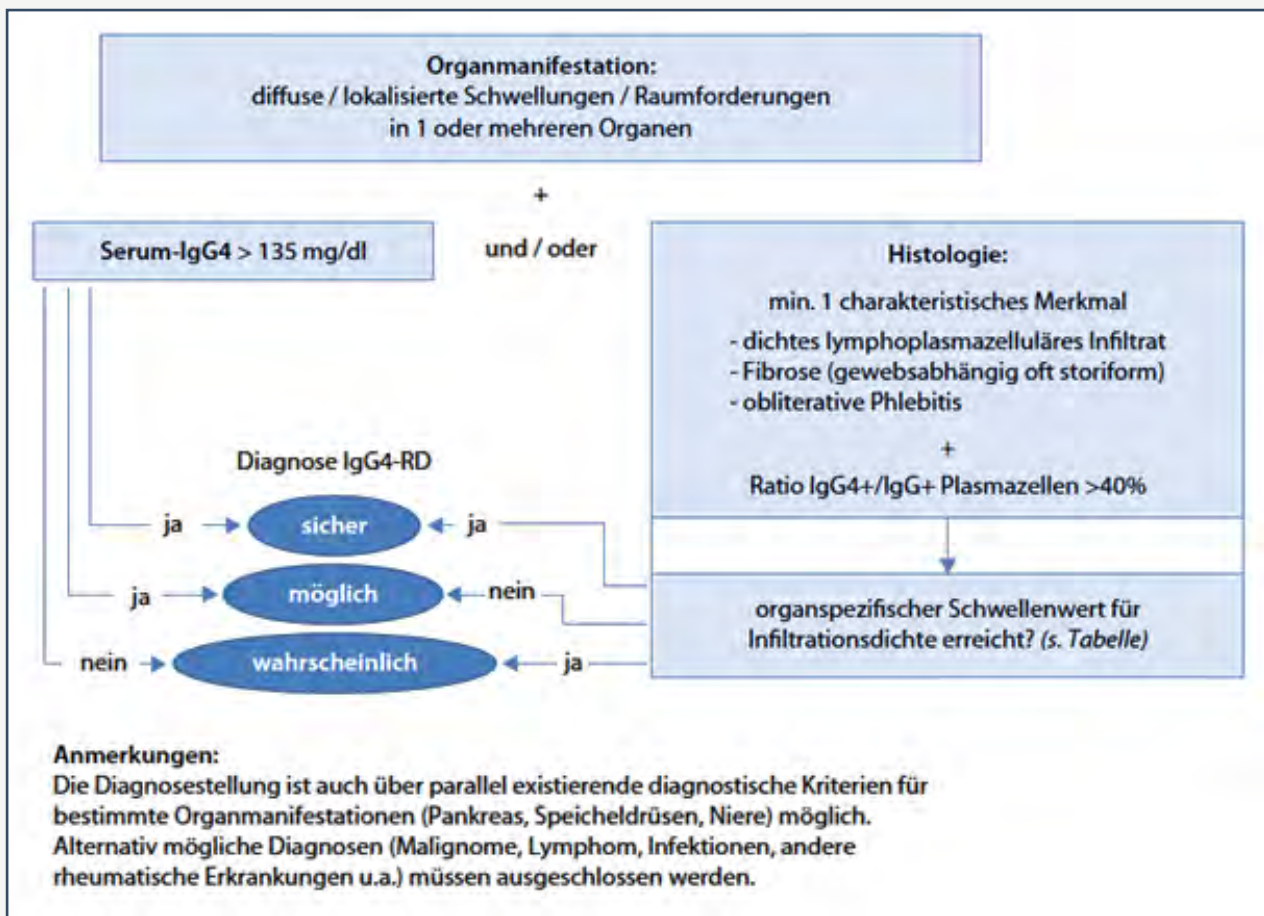 Organmanifestation:
diffuse / lokalisierte Schwellungen / Raumforderungen
in 1 oder mehreren Organen
+
Serum-IgG4 > 135 mg/dl
und / oder
Histologie:
min. 1 charakteristisches Merkmal
- dichtes lymphoplasmazelluläres Infiltrat
- Fibrose (gewebsabhängig oft storiform)
- obliterative Phlebitis
+
Ratio IgG4+/IgG+ Plasmazellen >40%
Diagnose IgG4-RD
ja sicher ja
ja möglich nein
nein wahrscheinlich ja
organspezifischer Schwellenwert für
Infiltrationsdichte erreicht? (s. Tabelle)
Anmerkungen:
Die Diagnosestellung ist auch über parallel existierende diagnostische Kriterien für
bestimmte Organmanifestationen (Pankreas, Speicheldrüsen, Niere) möglich.
Alternativ mögliche Diagnosen (Malignome, Lymphom, Infektionen, andere
rheumatische Erkrankungen u.a.) müssen ausgeschlossen werden.